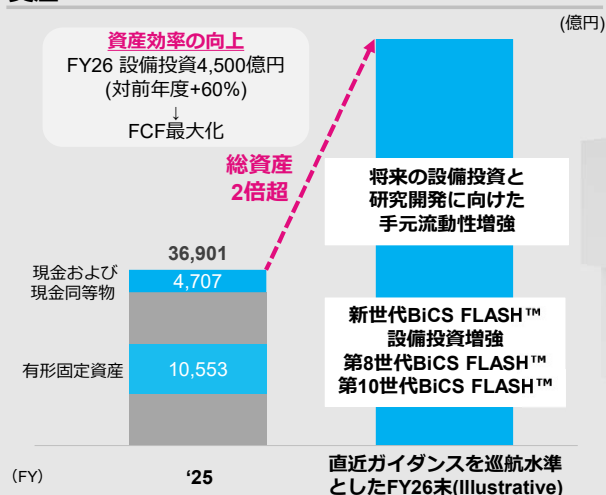 (億円)
資産効率の向上
FY26 設備投資4,500億円
(対前年度+60%)
↓
FCF最大化
総資産
2倍超
将来の設備投資と
研究開発に向けた
手元流動性増強
36,901
現金および
現金同等物
4,707
新世代BiCS FLASH™
設備投資増強
第8世代BiCS FLASH™
第10世代BiCS FLASH™
有形固定資産
10,553
(FY)
‘25
直近ガイダンスを巡航水準
としたFY26末(Illustrative)